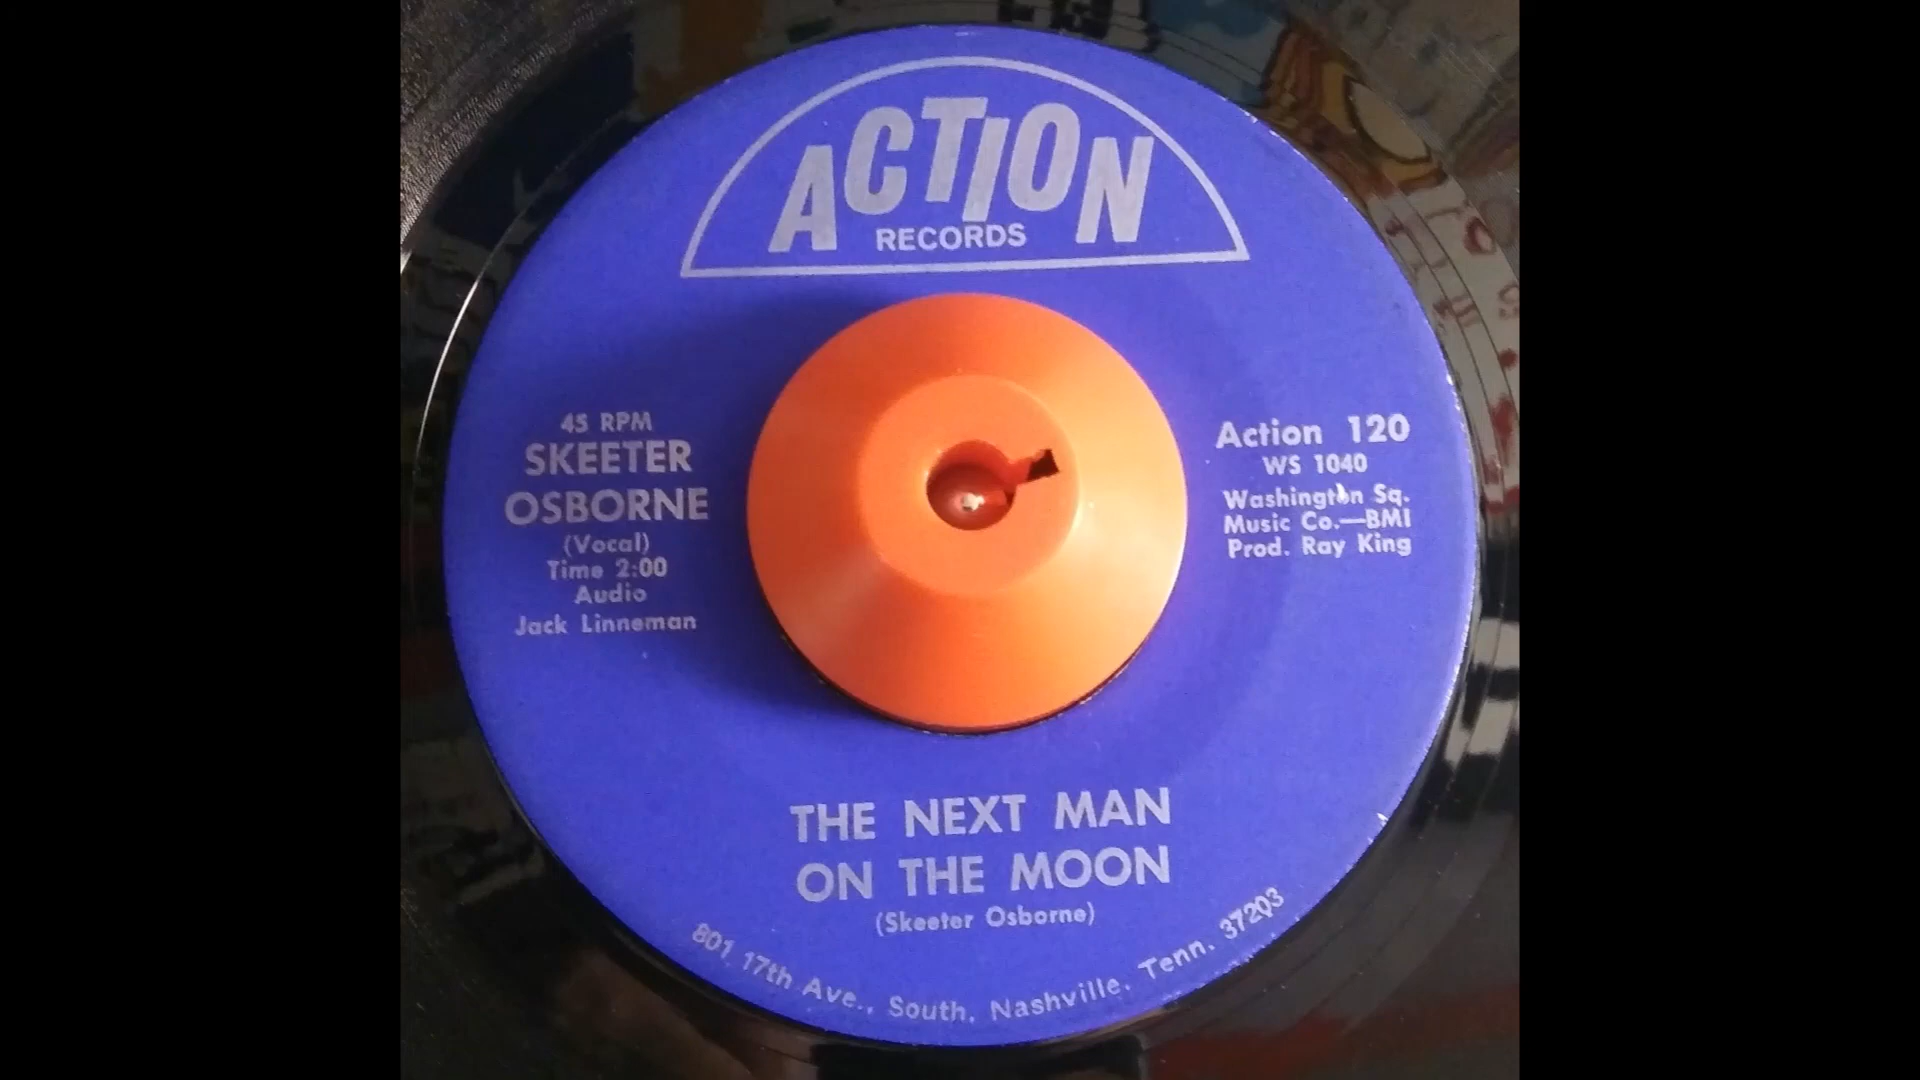 ACTION
RECORDS
45 RPM
SKEETER
OSBORNE
(Vocal)
Time 2:00
Audio
Jack Linneman
Action 120
WS 1040
Washington Sq.
Music Co.—BMI
Prod. Ray King
THE NEXT MAN
ON THE MOON
(Skeeter Osborne)
801 17th Ave., South, Nashville, Tenn. 37203